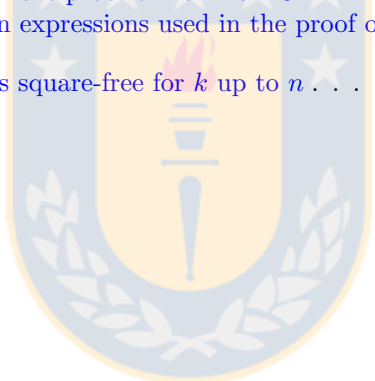 n expressions used in the proof o
s square-free for k up to n . . .